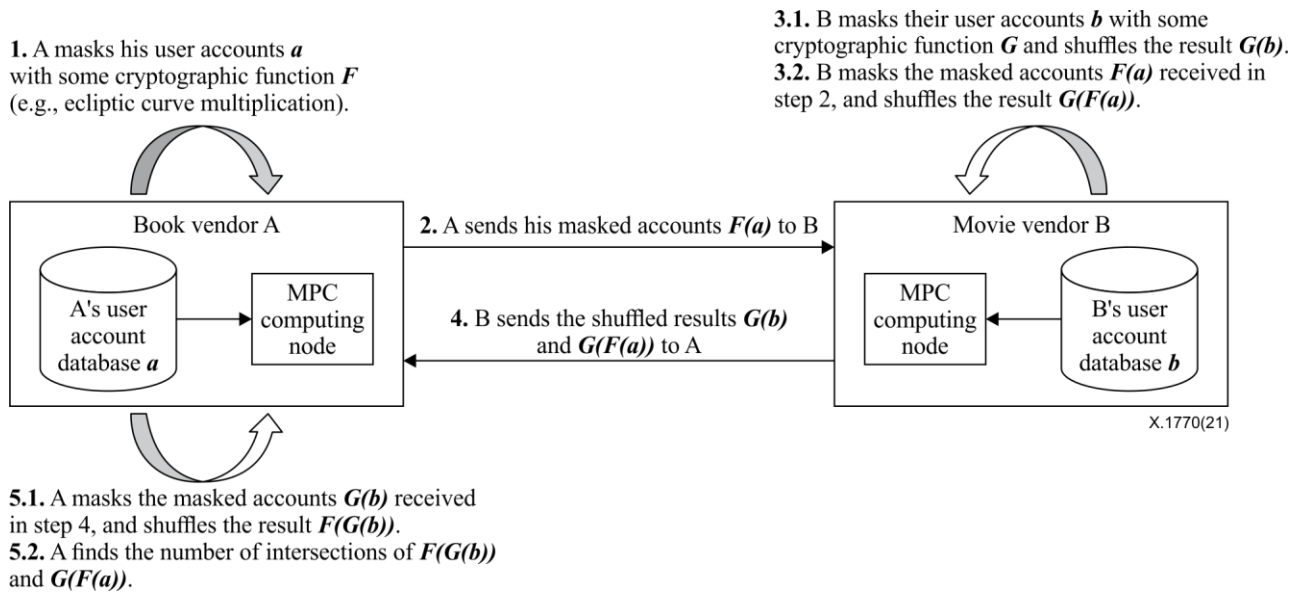 1. A masks his user accounts a
with some cryptographic function F
(e.g., ecliptic curve multiplication).
3.1. B masks their user accounts b with some
cryptographic function G and shuffles the result G(b).
3.2. B masks the masked accounts F(a) received in
step 2, and shuffles the result G(F(a)).
Book vendor A
A's user
account
database a
MPC
computing
node
2. A sends his masked accounts F(a) to B
4. B sends the shuffled results G(b)
and G(F(a)) to A
Movie vendor B
MPC
computing
node
B's user
account
database b
X.1770(21)
5.1. A masks the masked accounts G(b) received
in step 4, and shuffles the result F(G(b)).
5.2. A finds the number of intersections of F(G(b))
and G(F(a)).